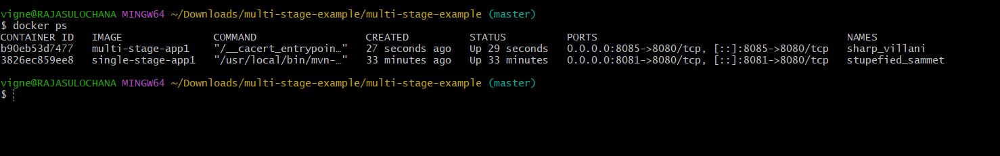 vigne@RAJASULOCHANA MINGW64 ~/Downloads/multi-stage-example/multi-stage-example (master)
$ docker ps
CONTAINER ID   IMAGE               COMMAND                  CREATED          STATUS          PORTS                                         NAMES
b90eb53d7477   multi-stage-app1    "/__cacert_entrypoin…"   27 seconds ago   Up 29 seconds   0.0.0.0:8085->8080/tcp, [::]:8085->8080/tcp   sharp_villani
3826ec859ee8   single-stage-app1   "/usr/local/bin/mvn-…"   33 minutes ago   Up 33 minutes   0.0.0.0:8081->8080/tcp, [::]:8081->8080/tcp   stupefied_sammet
vigne@RAJASULOCHANA MINGW64 ~/Downloads/multi-stage-example/multi-stage-example (master)
$